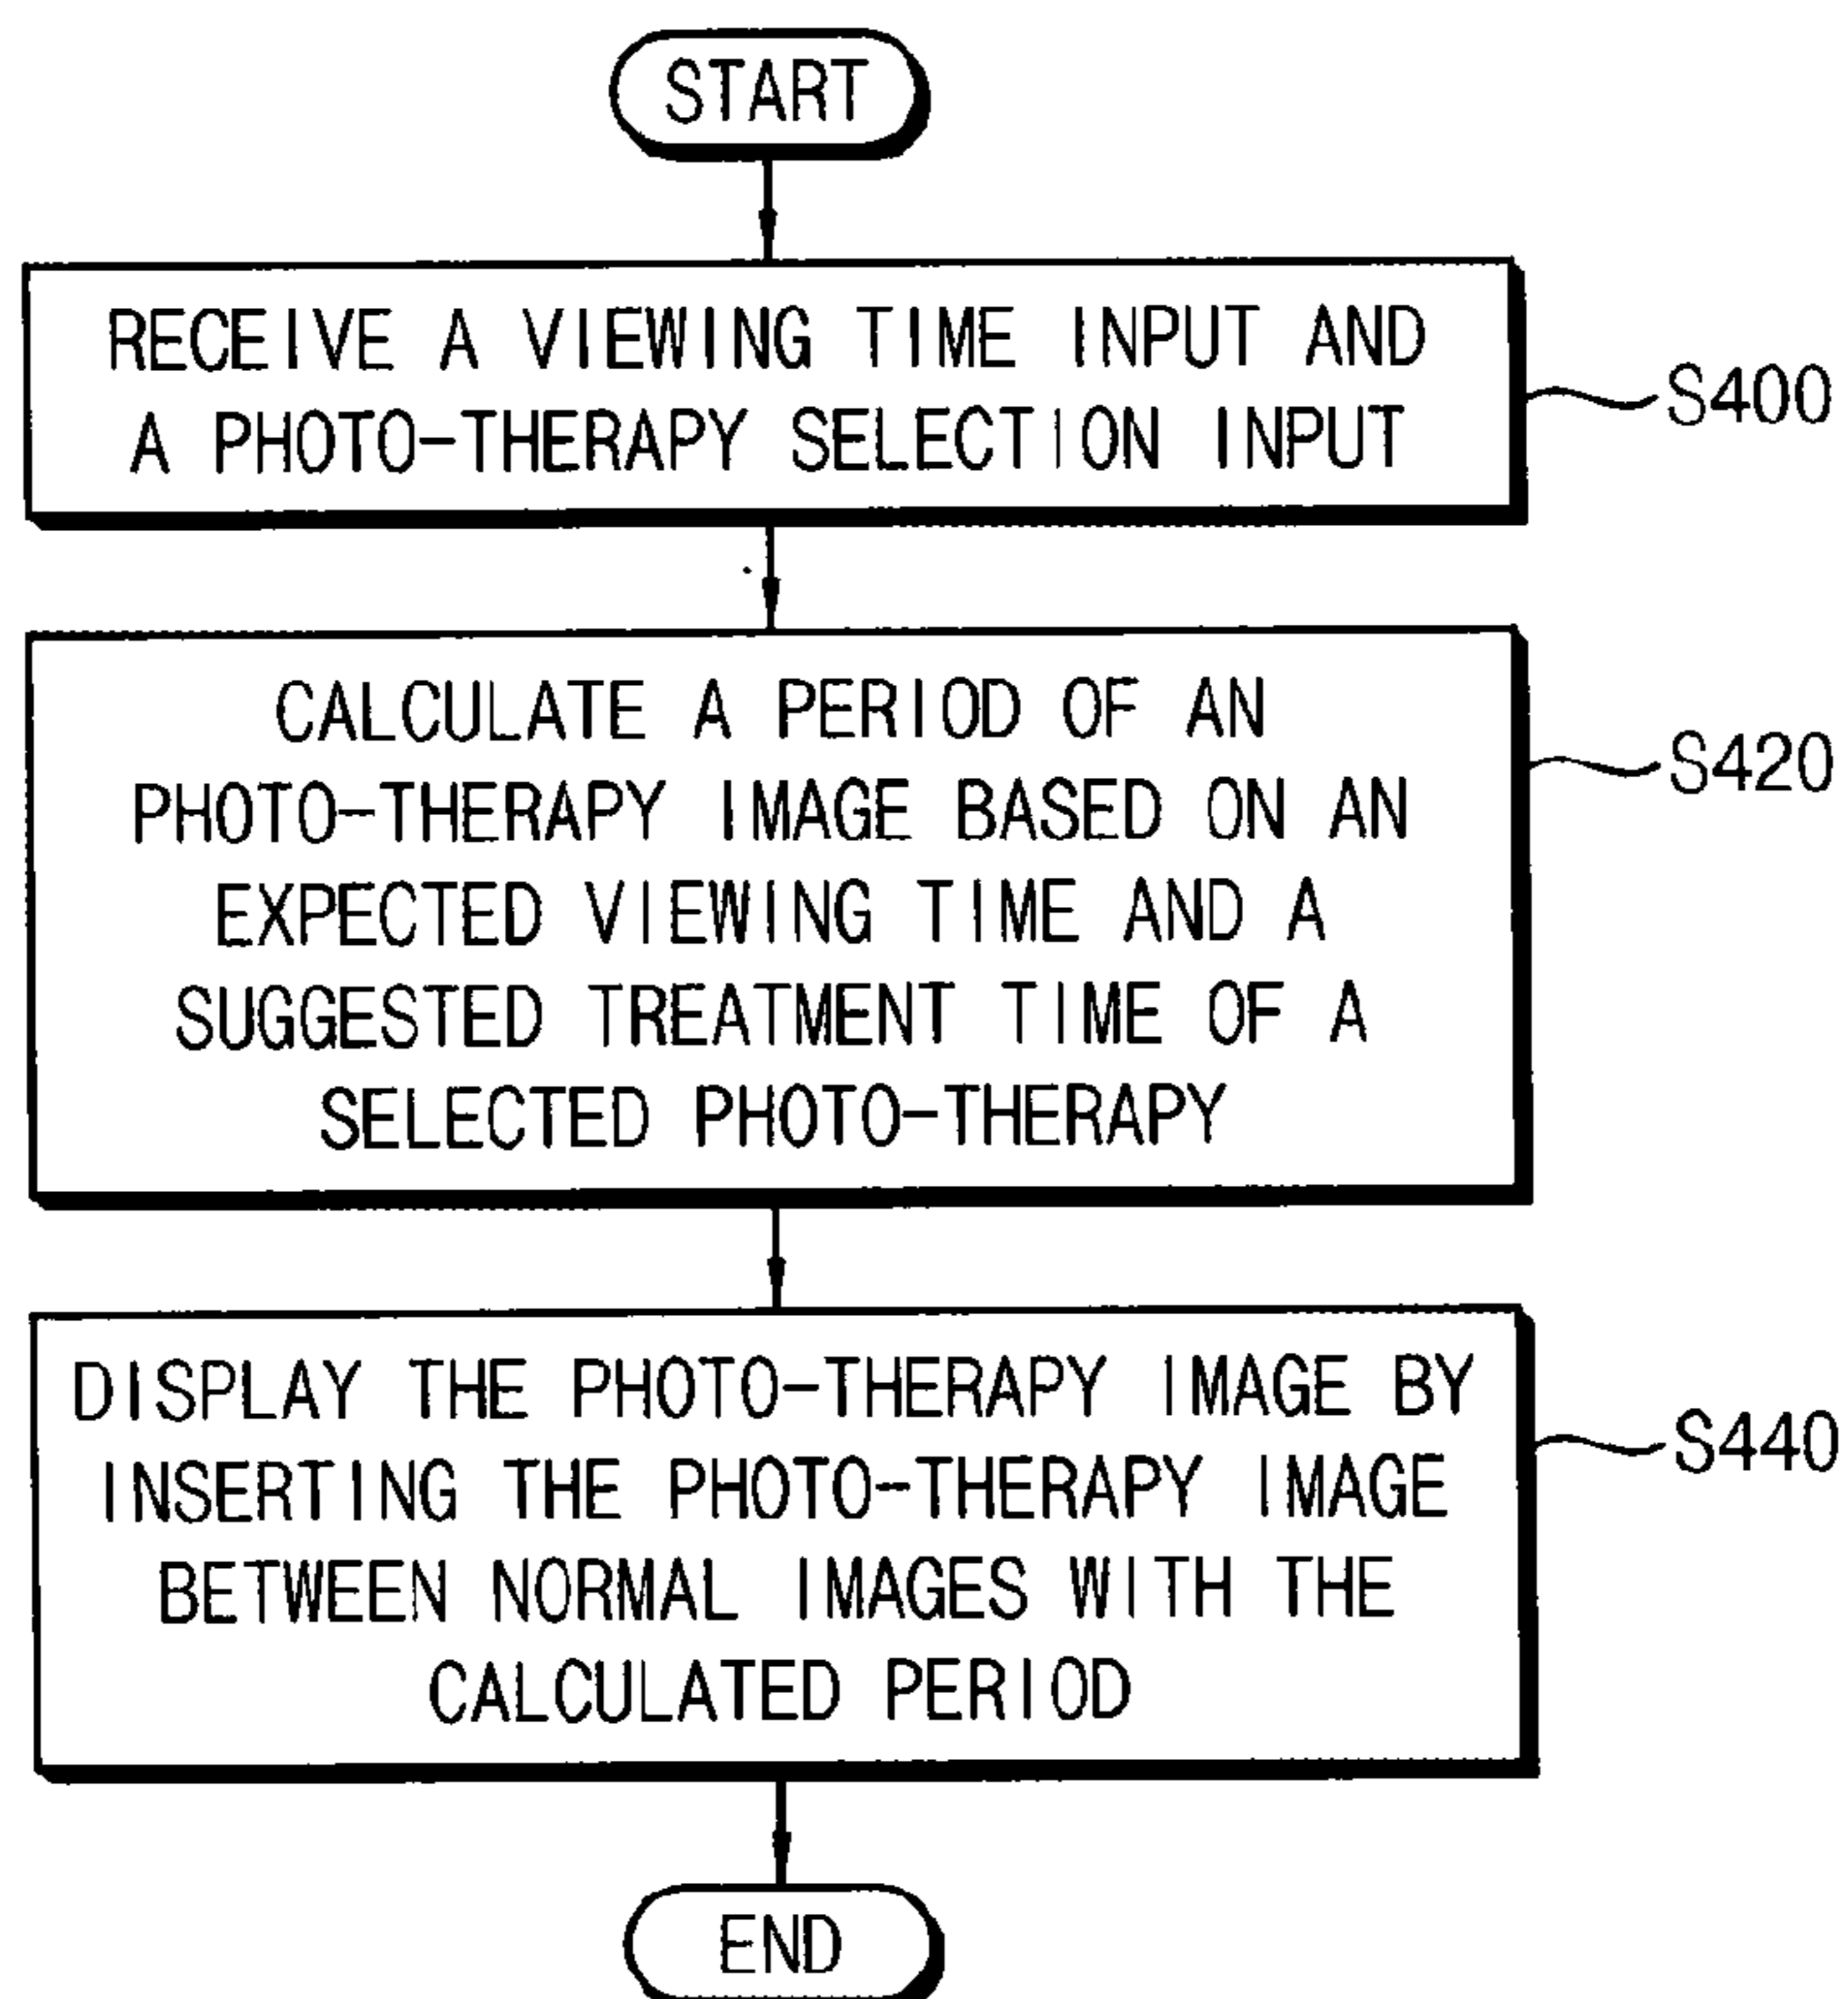 START
RECEIVE A VIEWING TIME INPUT AND
A PHOTO-THERAPY SELECTION INPUT
S400
CALCULATE A PERIOD OF AN
PHOTO-THERAPY IMAGE BASED ON AN
EXPECTED VIEWING TIME AND A
SUGGESTED TREATMENT TIME OF A
SELECTED PHOTO-THERAPY
S420
DISPLAY THE PHOTO-THERAPY IMAGE BY
INSERTING THE PHOTO-THERAPY IMAGE
BETWEEN NORMAL IMAGES WITH THE
CALCULATED PERIOD
S440
END